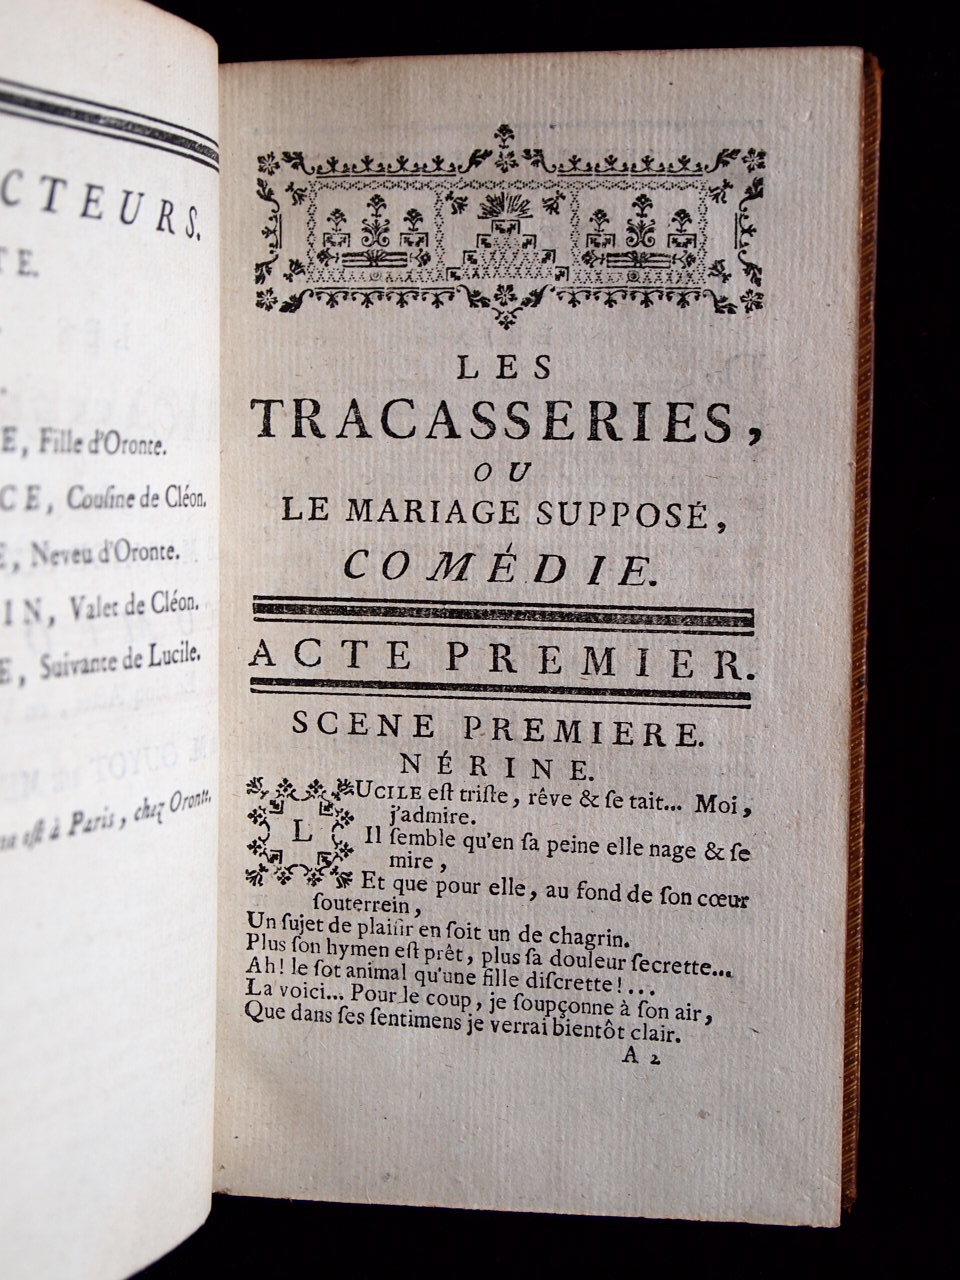 CTEURS.
TE.
E, Fille d'Oronte.
CE, Couſine de Cléon.
E, Neveu d'Oronte.
IN, Valet de Cléon.
E, Suivante de Lucile.
eſt à Paris, chez Oronte.
LES
TRACASSERIES,
OU
LE MARIAGE SUPPOSÉ,
COMÉDIE.
ACTE PREMIER.
SCENE PREMIERE.
NÉRINE.
LUCILE eſt triſte, rêve & ſe tait... Moi,
j'admire.
Il ſemble qu'en ſa peine elle nage & ſe
mire,
Et que pour elle, au fond de ſon cœur
ſouterrein,
Un ſujet de plaiſir en ſoit un de chagrin.
Plus ſon hymen eſt prêt, plus ſa douleur ſecrette...
Ah! le ſot animal qu'une fille diſcrette!...
La voici... Pour le coup, je ſoupçonne à ſon air,
Que dans ſes ſentimens je verrai bientôt clair.
A 2